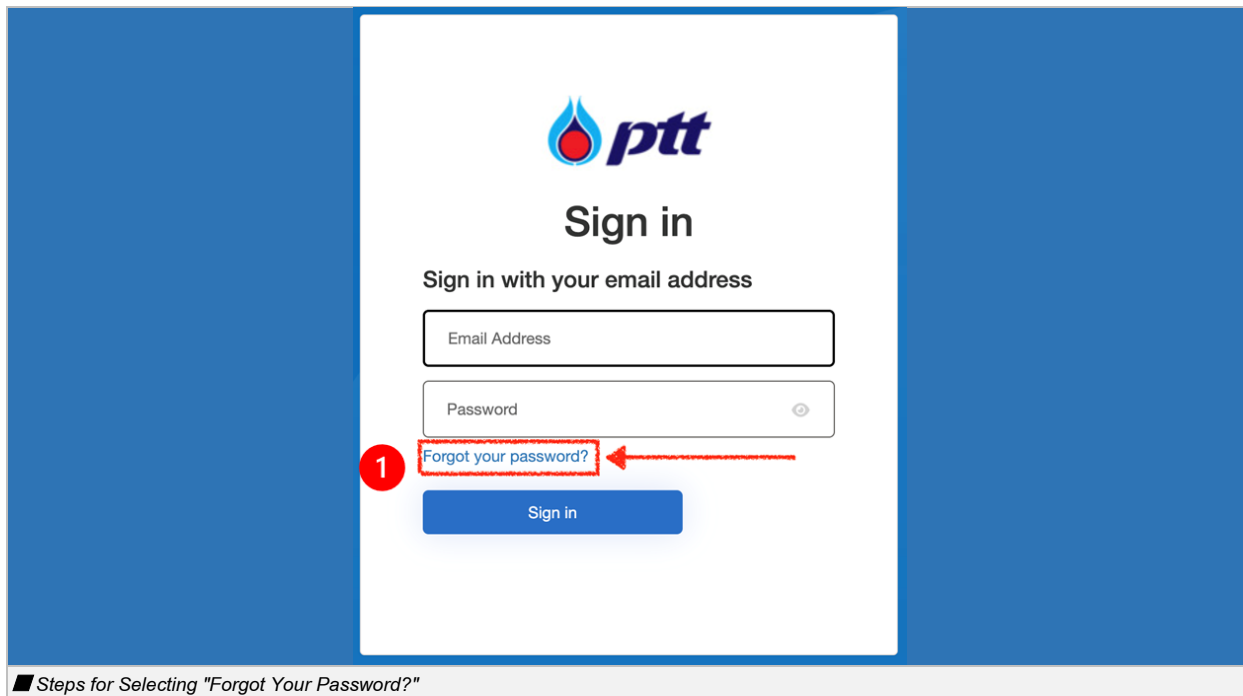 ptt
Sign in
Sign in with your email address
Email Address
Password
1
Forgot your password?
Sign in
Steps for Selecting "Forgot Your Password?"